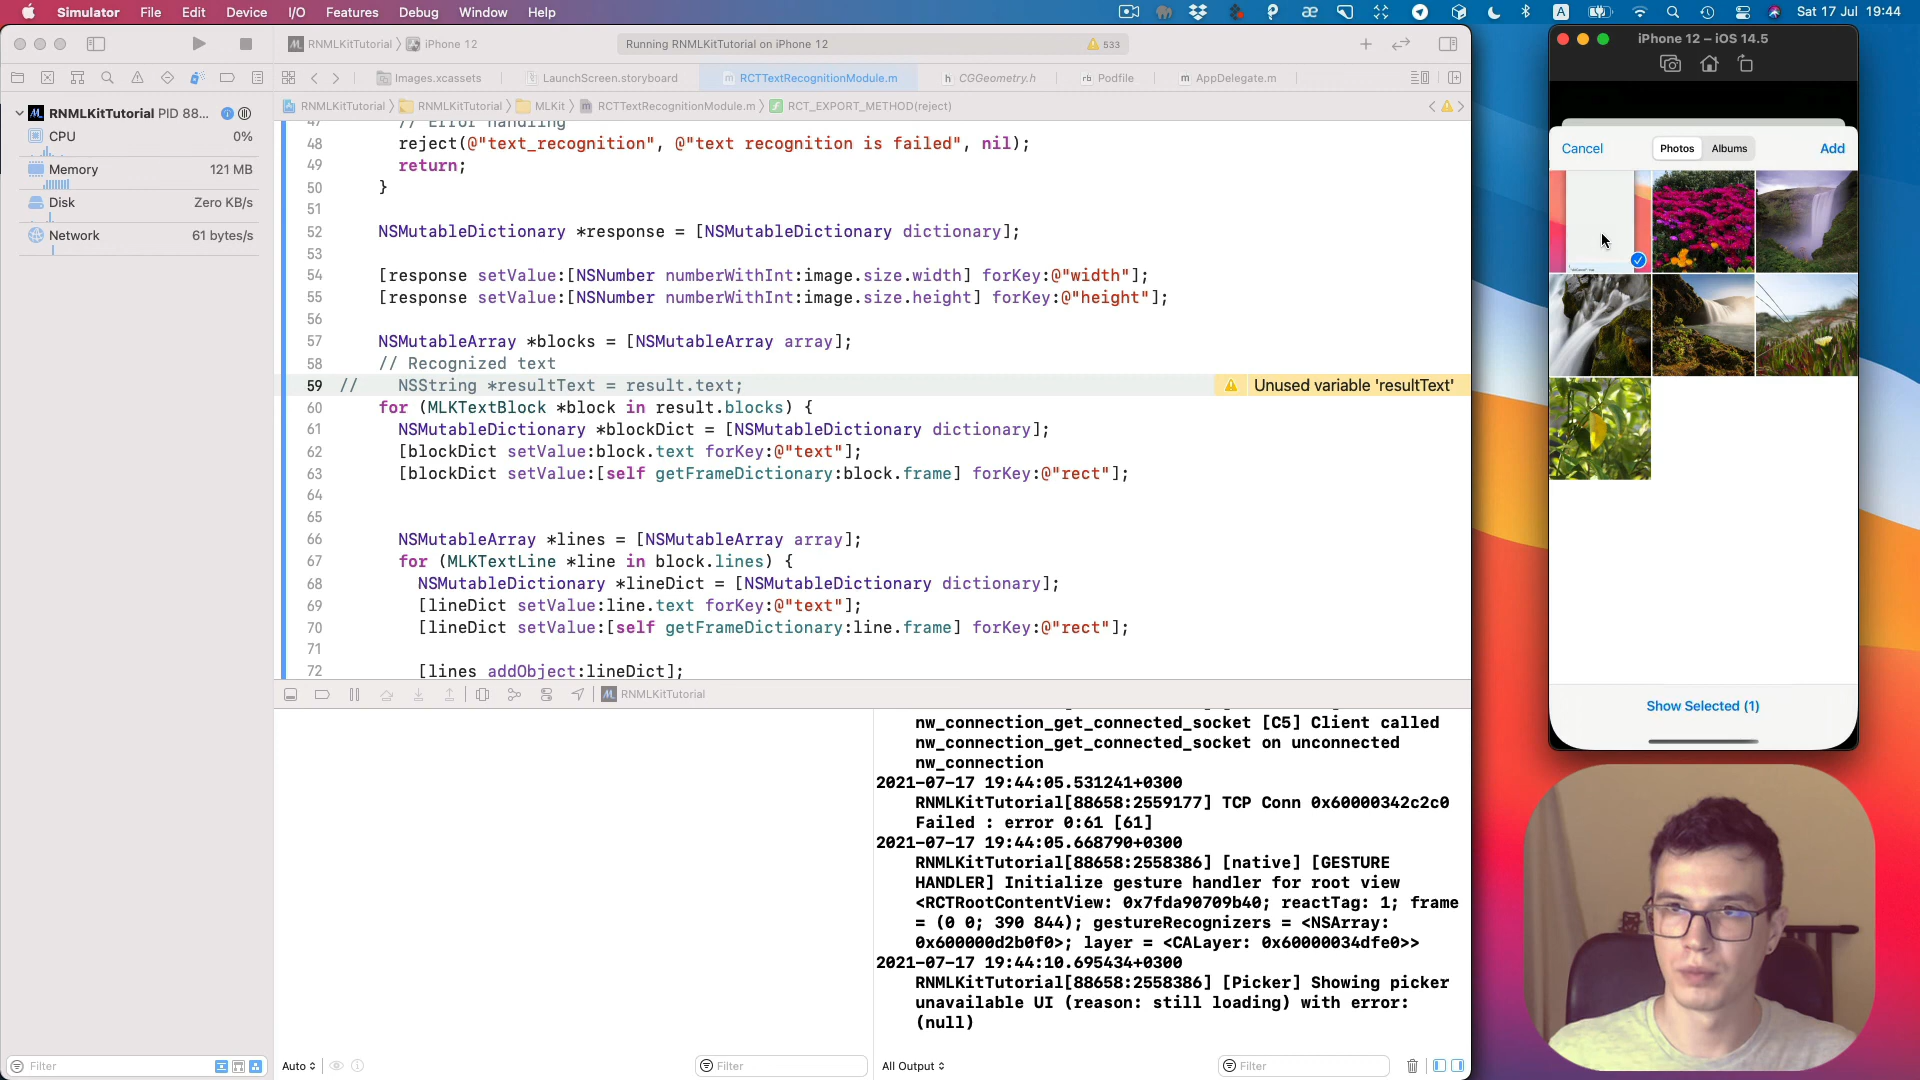 Simulator File Edit Device I/O Features Debug Window Help
Sat 17 Jul 19:44
RNMLKitTutorial iPhone 12
Running RNMLKitTutorial on iPhone 12
533
Images.xcassets LaunchScreen.storyboard RCTTextRecognitionModule.m CGGeometry.h Podfile AppDelegate.m
RNMLKitTutorial RNMLKitTutorial MLKit RCTTextRecognitionModule.m RCT_EXPORT_METHOD(reject)
RNMLKitTutorial PID 88...
CPU 0%
Memory 121 MB
Disk Zero KB/s
Network 61 bytes/s
47 // Error handling
48 reject(@"text_recognition", @"text recognition is failed", nil);
49 return;
50 }
51
52 NSMutableDictionary *response = [NSMutableDictionary dictionary];
53
54 [response setValue:[NSNumber numberWithInt:image.size.width] forKey:@"width"];
55 [response setValue:[NSNumber numberWithInt:image.size.height] forKey:@"height"];
56
57 NSMutableArray *blocks = [NSMutableArray array];
58 // Recognized text
59 // NSString *resultText = result.text; Unused variable 'resultText'
60 for (MLKTextBlock *block in result.blocks) {
61 NSMutableDictionary *blockDict = [NSMutableDictionary dictionary];
62 [blockDict setValue:block.text forKey:@"text"];
63 [blockDict setValue:[self getFrameDictionary:block.frame] forKey:@"rect"];
64
65
66 NSMutableArray *lines = [NSMutableArray array];
67 for (MLKTextLine *line in block.lines) {
68 NSMutableDictionary *lineDict = [NSMutableDictionary dictionary];
69 [lineDict setValue:line.text forKey:@"text"];
70 [lineDict setValue:[self getFrameDictionary:line.frame] forKey:@"rect"];
71
72 [lines addObject:lineDict];
RNMLKitTutorial
nw_connection_get_connected_socket [C5] Client called
nw_connection_get_connected_socket on unconnected
nw_connection
2021-07-17 19:44:05.531241+0300
RNMLKitTutorial[88658:2559177] TCP Conn 0x60000342c2c0
Failed : error 0:61 [61]
2021-07-17 19:44:05.668790+0300
RNMLKitTutorial[88658:2558386] [native] [GESTURE
HANDLER] Initialize gesture handler for root view
<RCTRootContentView: 0x7fda90709b40; reactTag: 1; frame
= (0 0; 390 844); gestureRecognizers = <NSArray:
0x600000d2b0f0>; layer = <CALayer: 0x60000034dfe0>>
2021-07-17 19:44:10.695434+0300
RNMLKitTutorial[88658:2558386] [Picker] Showing picker
unavailable UI (reason: still loading) with error:
(null)
Filter
Auto
Filter
All Output
Filter
iPhone 12 – iOS 14.5
Cancel Photos Albums Add
Show Selected (1)